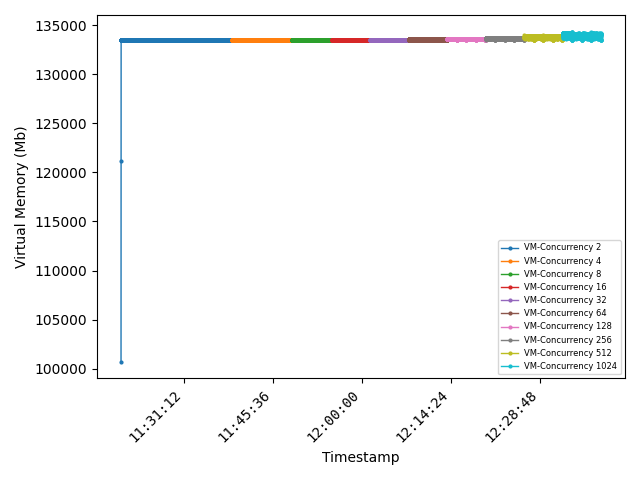 135000
130000
125000
120000
115000
110000
105000
100000
Virtual Memory (Mb)
VM-Concurrency 2
VM-Concurrency 4
VM-Concurrency 8
VM-Concurrency 16
VM-Concurrency 32
VM-Concurrency 64
VM-Concurrency 128
VM-Concurrency 256
VM-Concurrency 512
VM-Concurrency 1024
11:31:12
11:45:36
12:00:00
12:14:24
12:28:48
Timestamp